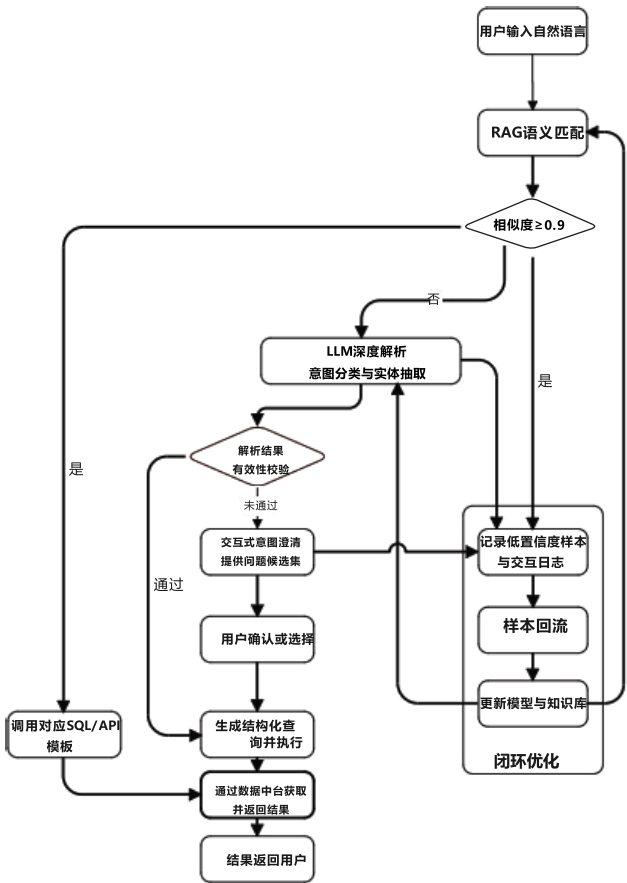 用户输入自然语言
RAG语义匹配
相似度≥0.9
否
LLM深度解析
意图分类与实体抽取
是
解析结果
有效性校验
是
未通过
交互式意图澄清
提供问题候选集
记录低置信度样本
与交互日志
通过
用户确认或选择
样本回流
调用对应SQL/API
模板
生成结构化查
询并执行
更新模型与知识库
闭环优化
通过数据中台获取
并返回结果
结果返回用户